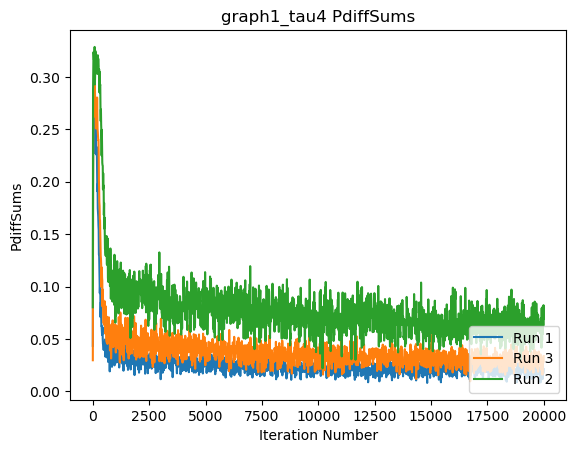 graph1_tau4 PdiffSums
0.30
0.25
0.20
0.15
0.10
0.05
0.00
PdiffSums
Run 1
Run 3
Run 2
0 2500 5000 7500 10000 12500 15000 17500 20000
Iteration Number